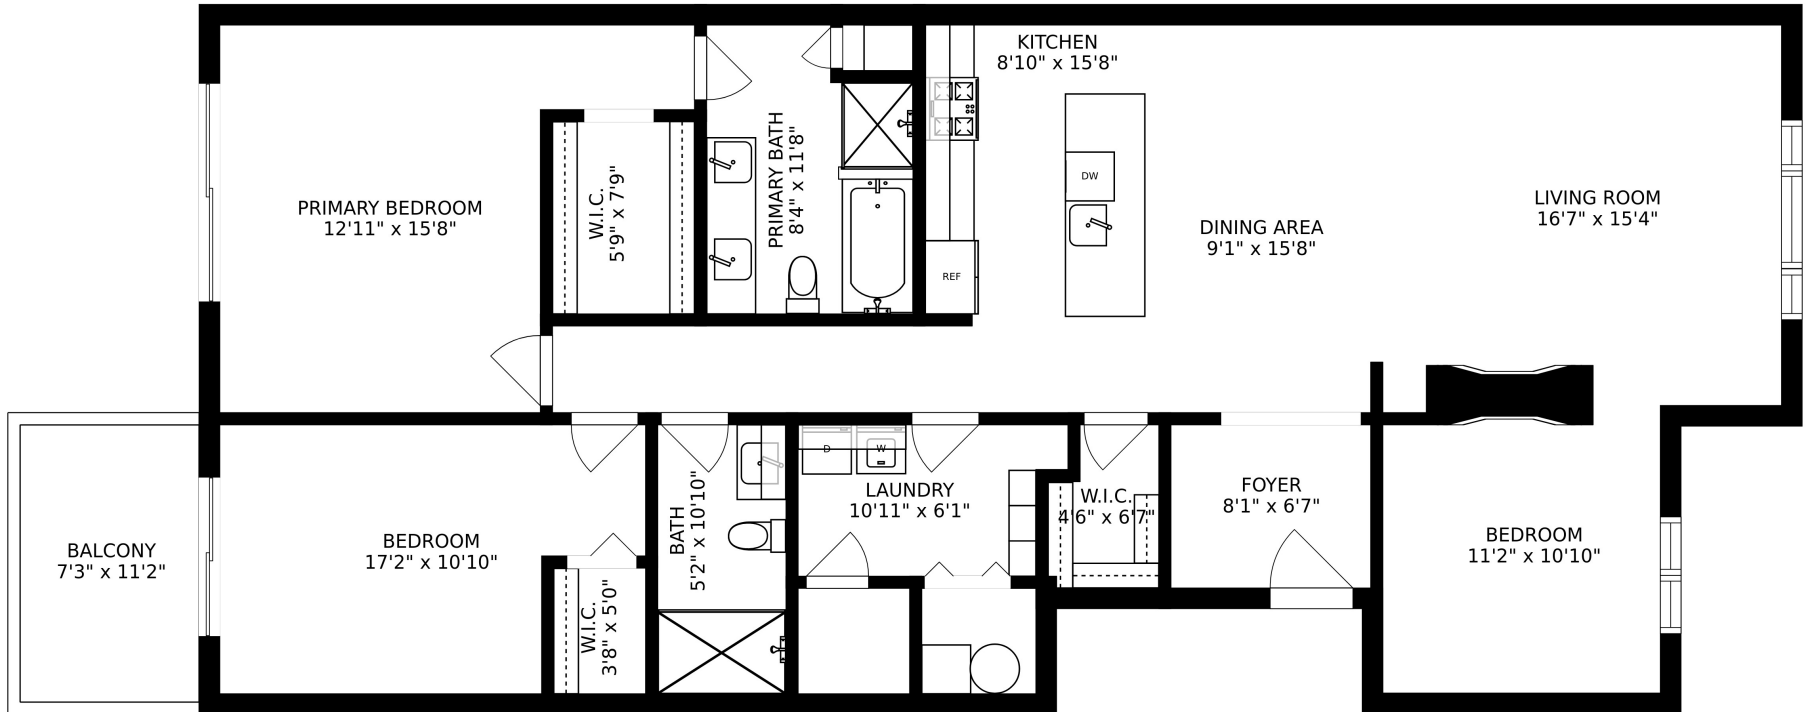 KITCHEN
8'10" x 15'8"
PRIMARY BEDROOM
12'11" x 15'8"
W.I.C.
5'9" x 7'9"
PRIMARY BATH
8'4" x 11'8"
DW
REF
DINING AREA
9'1" x 15'8"
LIVING ROOM
16'7" x 15'4"
BALCONY
7'3" x 11'2"
BEDROOM
17'2" x 10'10"
W.I.C.
3'8" x 5'0"
BATH
5'2" x 10'10"
D
W
LAUNDRY
10'11" x 6'1"
W.I.C.
4'6" x 6'7"
FOYER
8'1" x 6'7"
BEDROOM
11'2" x 10'10"